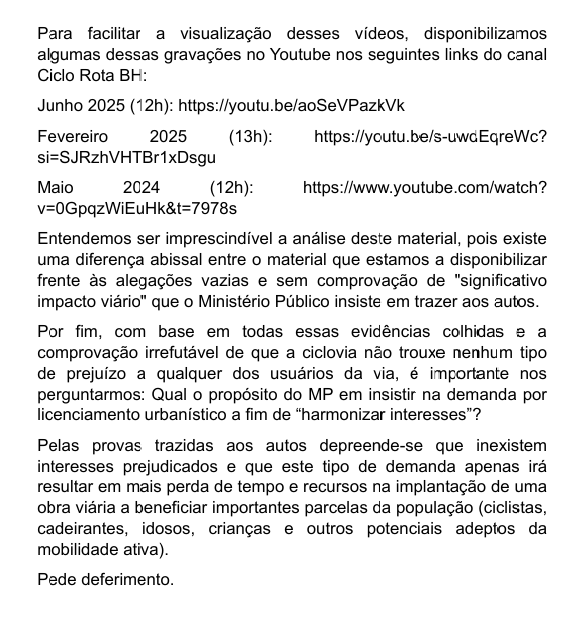 Para facilitar a visualização desses vídeos, disponibilizamos
algumas dessas gravações no Youtube nos seguintes links do canal
Ciclo Rota BH:
Junho 2025 (12h): https://youtu.be/aoSeVPazkVk
Fevereiro 2025 (13h): https://youtu.be/s-uwdEqreWc?
si=SJRzhVHTBr1xDsgu
Maio 2024 (12h): https://www.youtube.com/watch?
v=0GpqzWiEuHk&t=7978s
Entendemos ser imprescindível a análise deste material, pois existe
uma diferença abissal entre o material que estamos a disponibilizar
frente às alegações vazias e sem comprovação de "significativo
impacto viário" que o Ministério Público insiste em trazer aos autos.
Por fim, com base em todas essas evidências colhidas e a
comprovação irrefutável de que a ciclovia não trouxe nenhum tipo
de prejuízo a qualquer dos usuários da via, é importante nos
perguntarmos: Qual o propósito do MP em insistir na demanda por
licenciamento urbanístico a fim de “harmonizar interesses”?
Pelas provas trazidas aos autos depreende-se que inexistem
interesses prejudicados e que este tipo de demanda apenas irá
resultar em mais perda de tempo e recursos na implantação de uma
obra viária a beneficiar importantes parcelas da população (ciclistas,
cadeirantes, idosos, crianças e outros potenciais adeptos da
mobilidade ativa).
Pede deferimento.